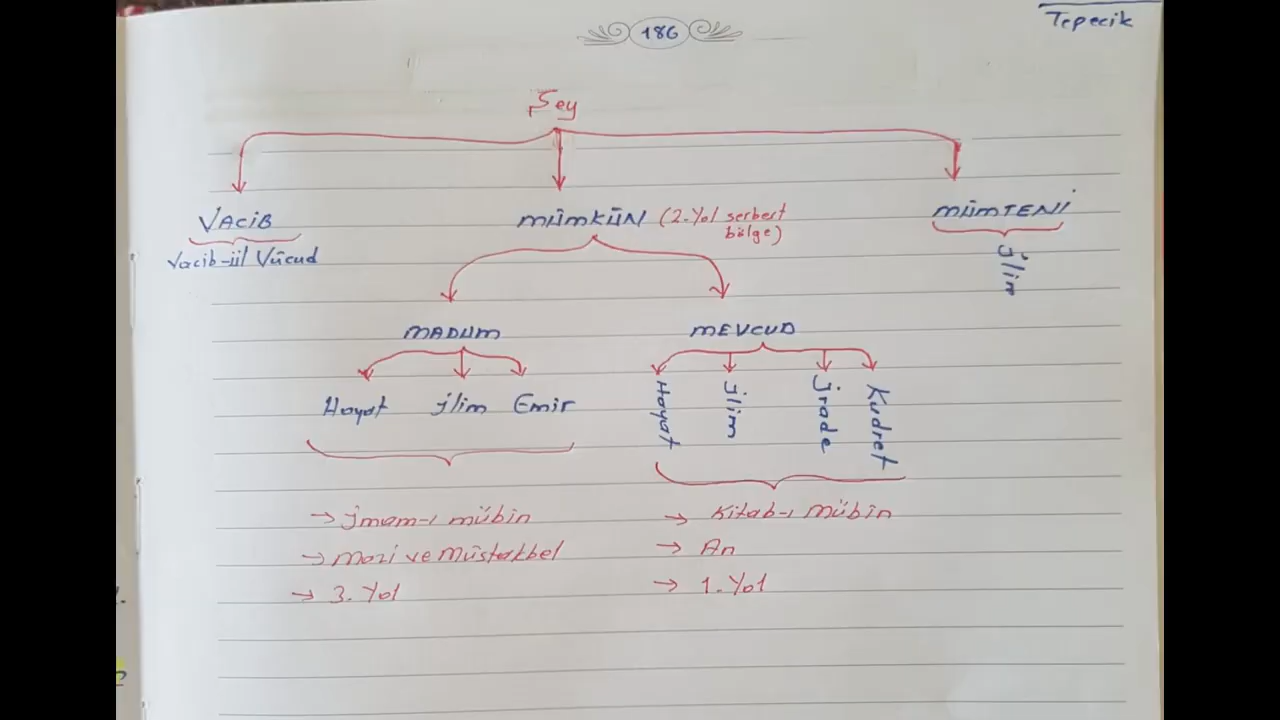 186
Tepecik
Şey
VACİB
MÜMKÜN (2. Yol serbest
bölge)
MÜMTENİ
Vacib-ül Vücud
İlim
MADUM
MEVCUD
Hayat İlim Emir
Hayat İlim İrade Kudret
→ İmam-ı mübin
→ Kitab-ı Mübin
→ Mazi ve Müstakbel
→ An
→ 3. Yol
→ 1. Yol